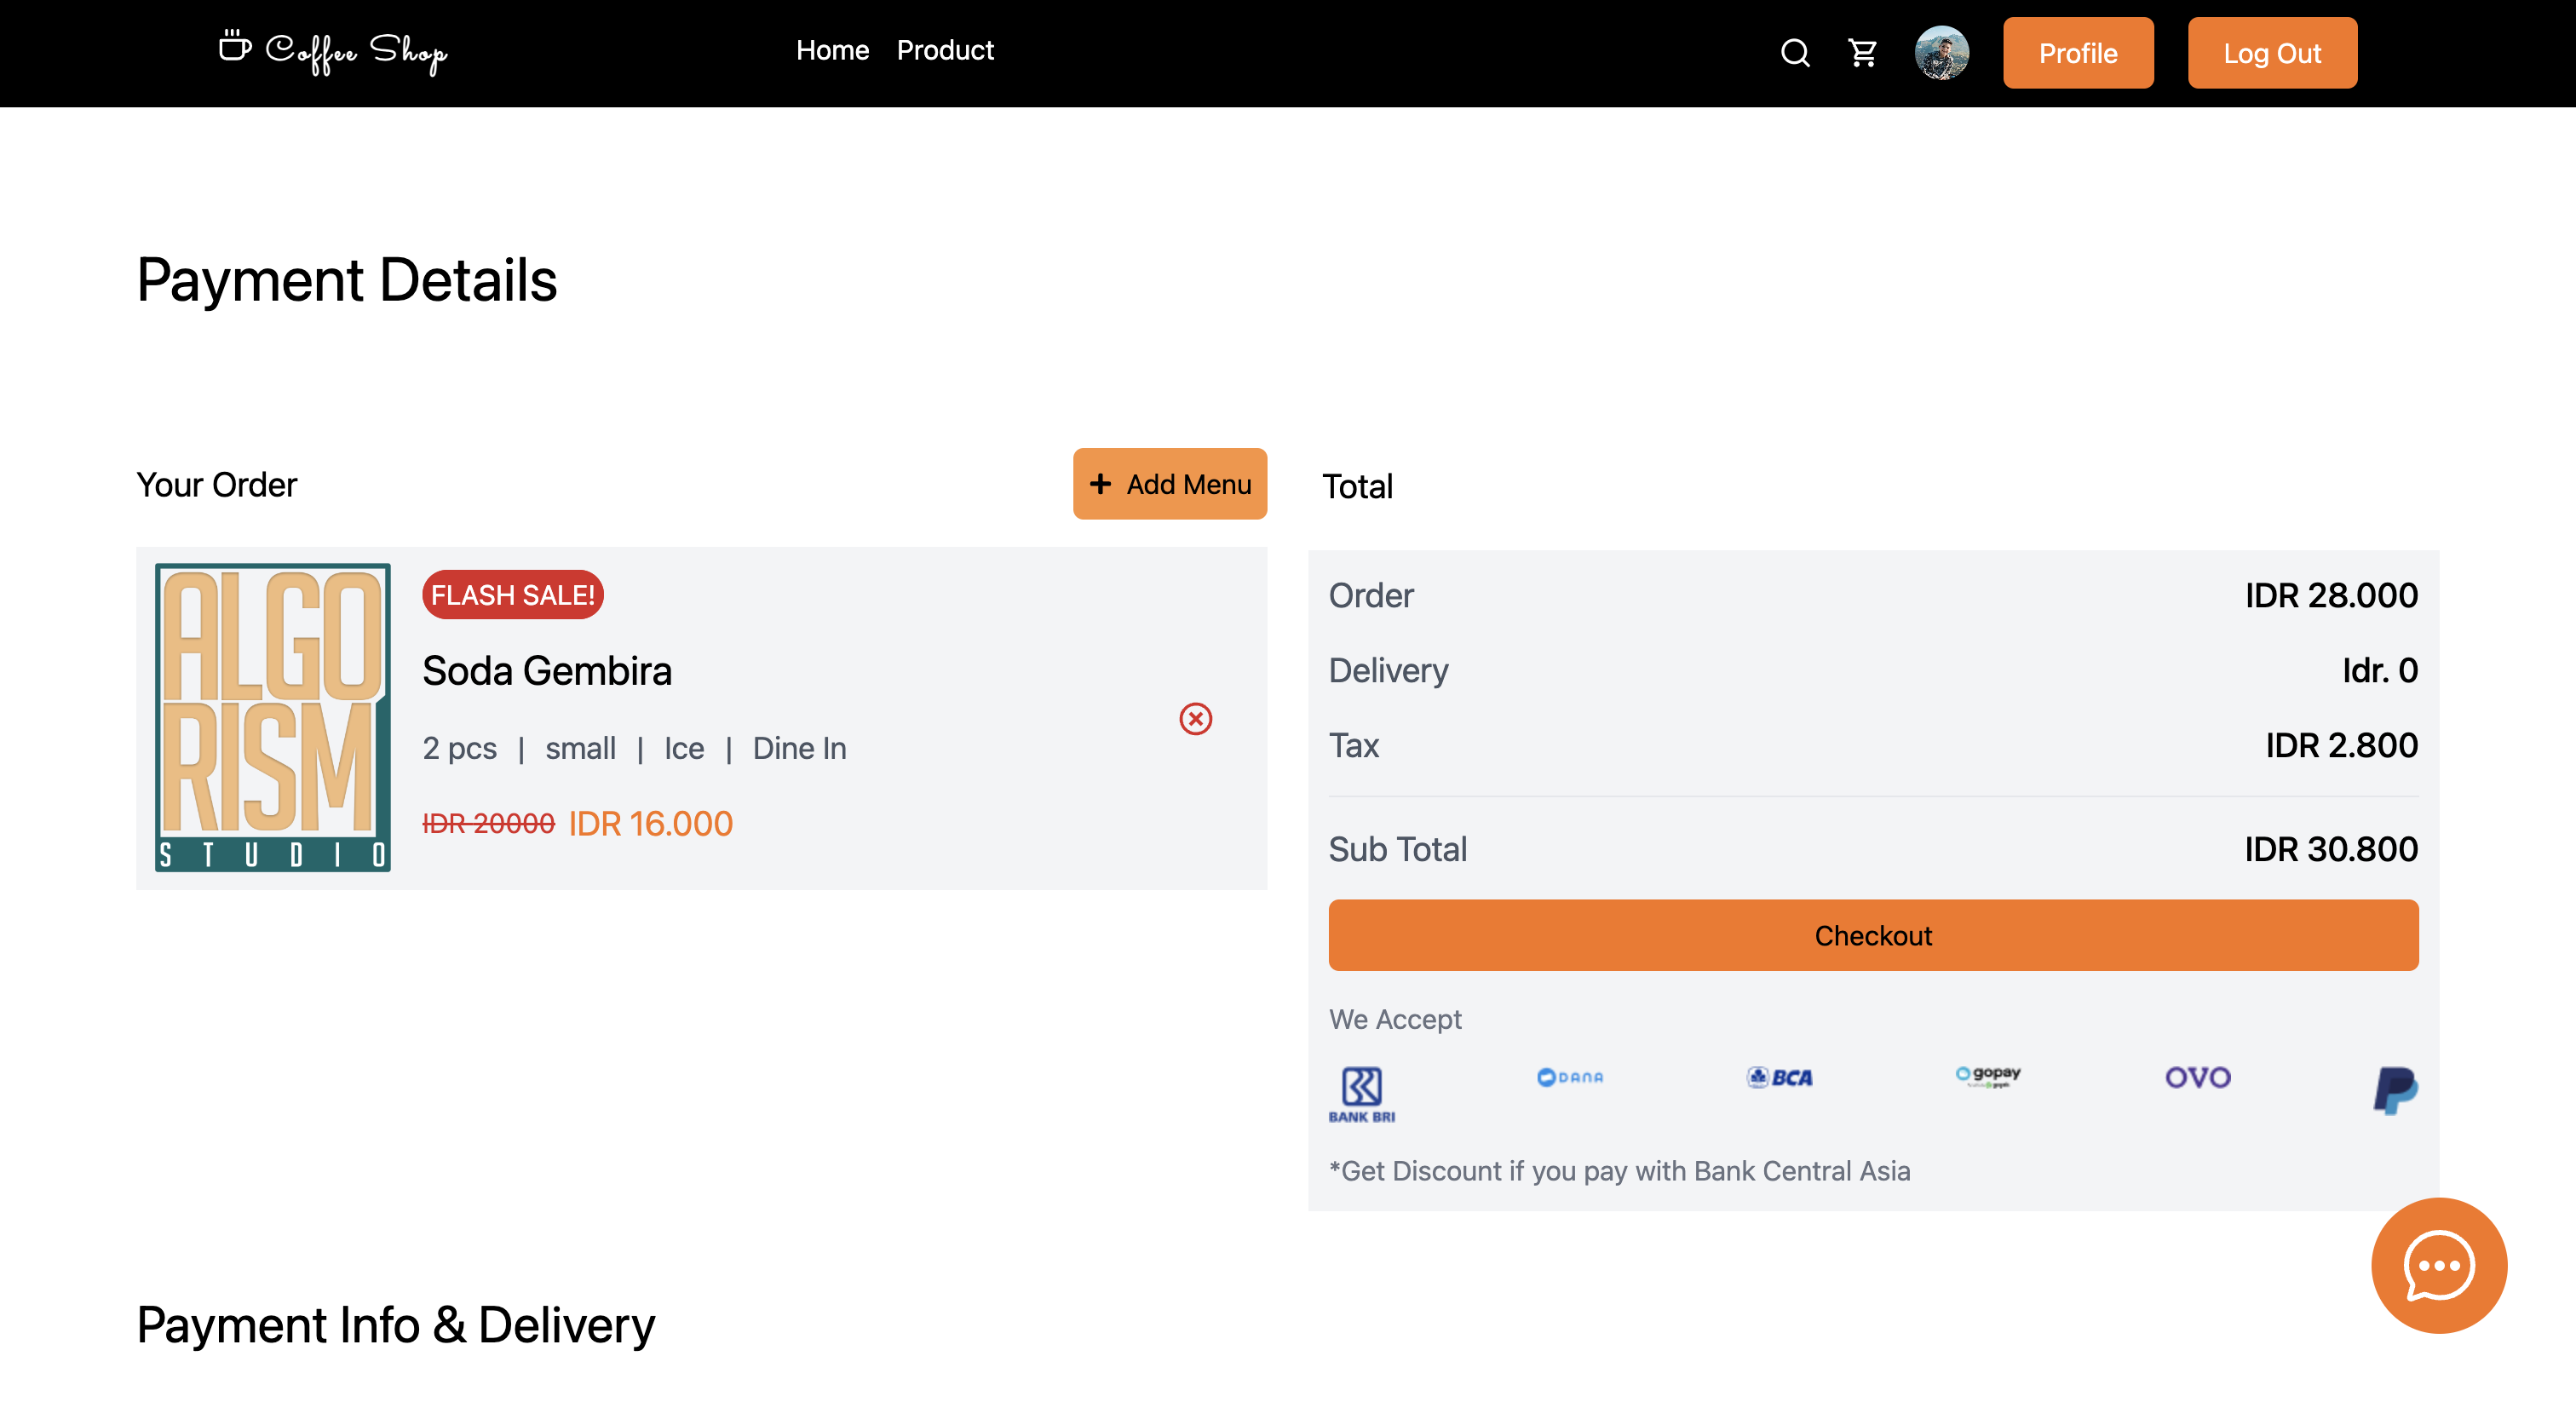 Coffee Shop
Home Product
Profile
Log Out
Payment Details
Your Order
+ Add Menu
ALGO
RISM
STUDIO
FLASH SALE!
Soda Gembira
2 pcs | small | Ice | Dine In
IDR 20000 IDR 16.000
Total
Order IDR 28.000
Delivery Idr. 0
Tax IDR 2.800
Sub Total IDR 30.800
Checkout
We Accept
BANK BRI
DANA
BCA
gopay
OVO
*Get Discount if you pay with Bank Central Asia
Payment Info & Delivery